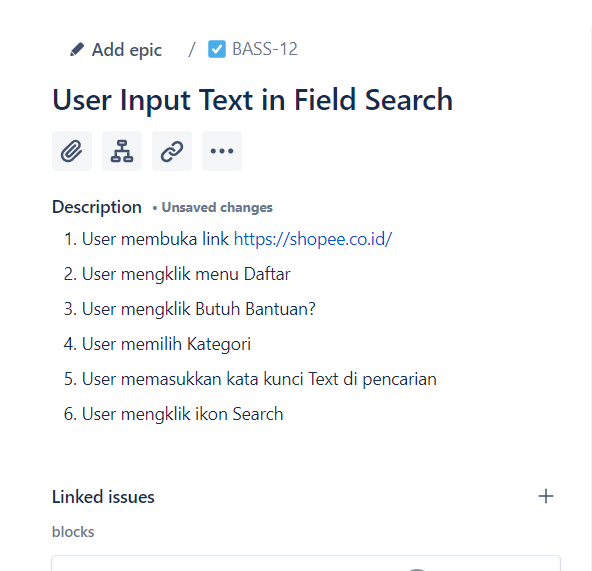 Add epic / BASS-12
User Input Text in Field Search
Description • Unsaved changes
1. User membuka link https://shopee.co.id/
2. User mengklik menu Daftar
3. User mengklik Butuh Bantuan?
4. User memilih Kategori
5. User memasukkan kata kunci Text di pencarian
6. User mengklik ikon Search
Linked issues
blocks